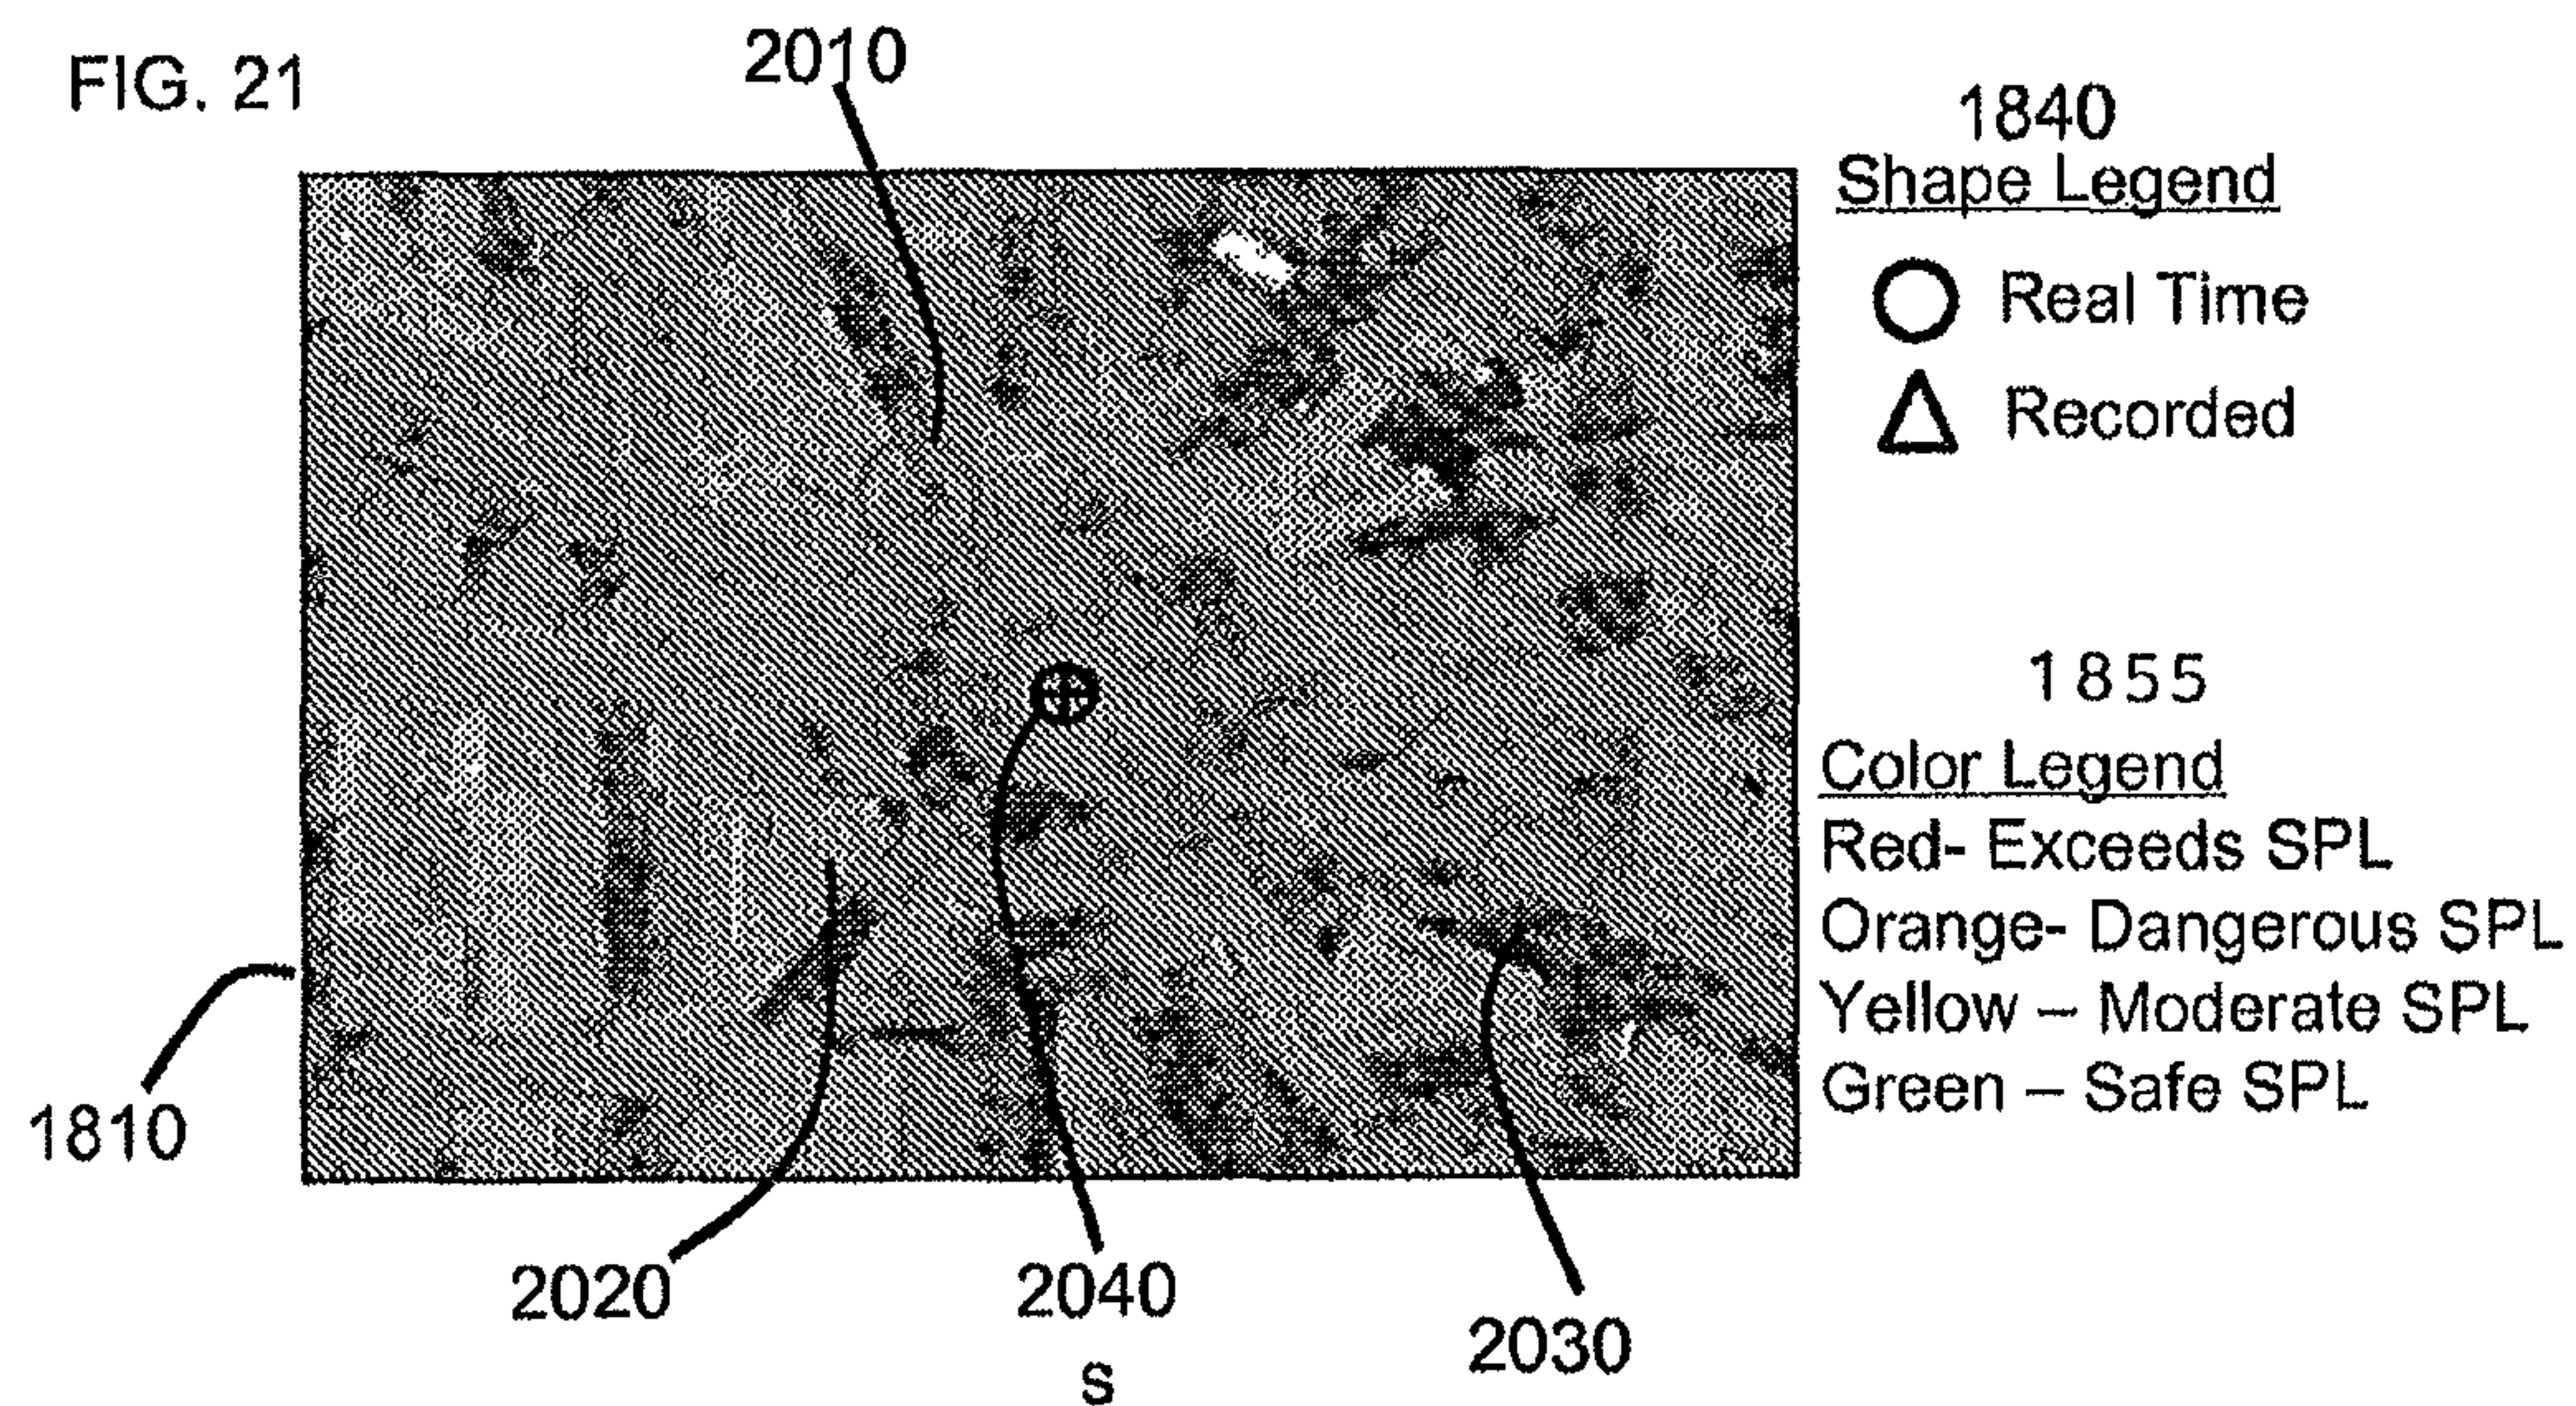 FIG. 21
2010
1840
Shape Legend
Real Time
Recorded
1855
Color Legend
Red- Exceeds SPL
Orange- Dangerous SPL
Yellow – Moderate SPL
Green – Safe SPL
1810
2020
2040
2030
s